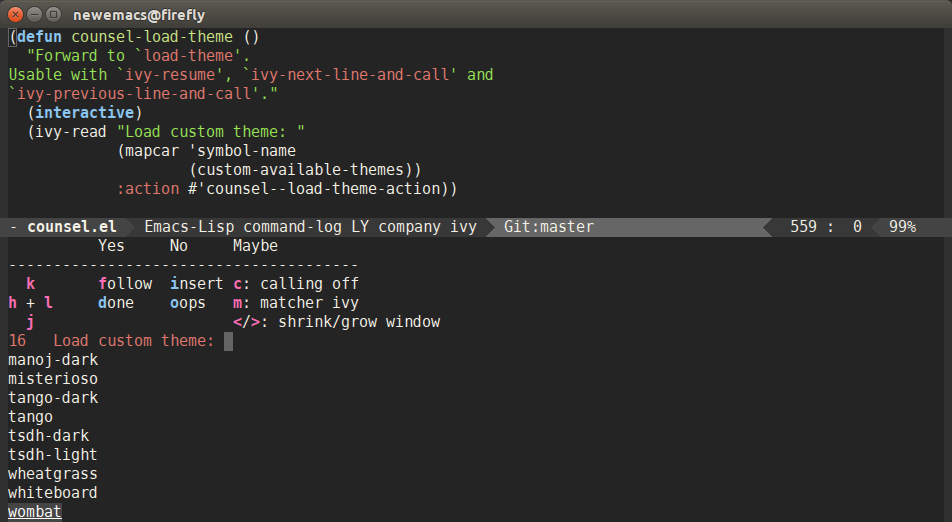 newemacs@firefly
(defun counsel-load-theme ()
  "Forward to `load-theme'.
Usable with `ivy-resume', `ivy-next-line-and-call' and
`ivy-previous-line-and-call'."
  (interactive)
  (ivy-read "Load custom theme: "
            (mapcar 'symbol-name
                    (custom-available-themes))
            :action #'counsel--load-theme-action))
- counsel.el  Emacs-Lisp command-log LY company ivy  Git:master  559 :  0  99%
          Yes     No     Maybe
---------------------------------------
  k       follow  insert c: calling off
h + l     done    oops   m: matcher ivy
  j                      </>: shrink/grow window
16   Load custom theme:
manoj-dark
misterioso
tango-dark
tango
tsdh-dark
tsdh-light
wheatgrass
whiteboard
wombat